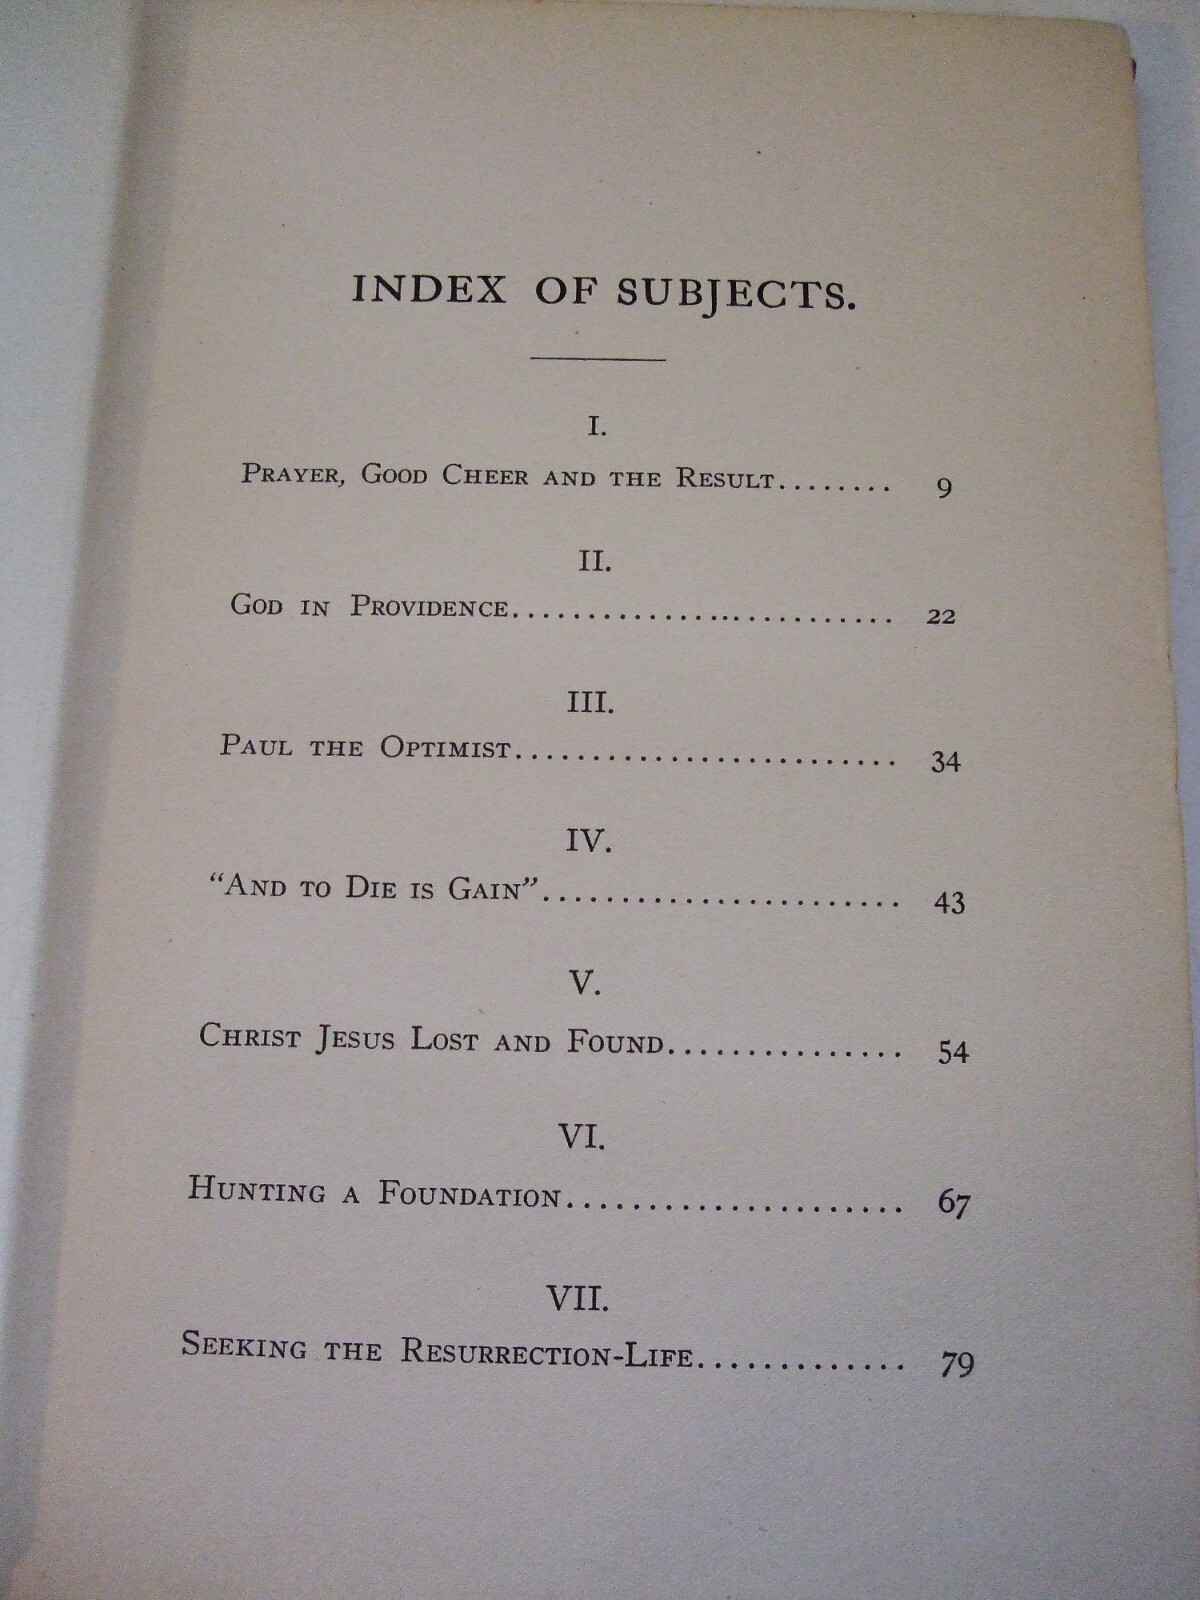 INDEX OF SUBJECTS.
I.
PRAYER, GOOD CHEER AND THE RESULT........ 9
II.
GOD IN PROVIDENCE......................... 22
III.
PAUL THE OPTIMIST......................... 34
IV.
“AND TO DIE IS GAIN”....................... 43
V.
CHRIST JESUS LOST AND FOUND............... 54
VI.
HUNTING A FOUNDATION..................... 67
VII.
SEEKING THE RESURRECTION-LIFE............. 79